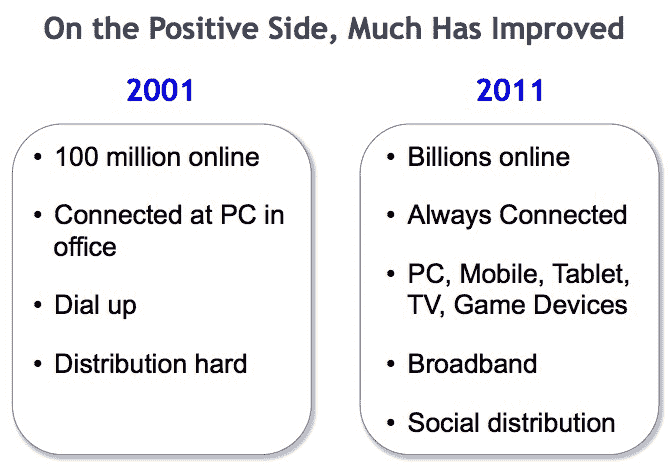 On the Positive Side, Much Has Improved
2001
• 100 million online
• Connected at PC in
office
• Dial up
• Distribution hard
2011
• Billions online
• Always Connected
• PC, Mobile, Tablet,
TV, Game Devices
• Broadband
• Social distribution